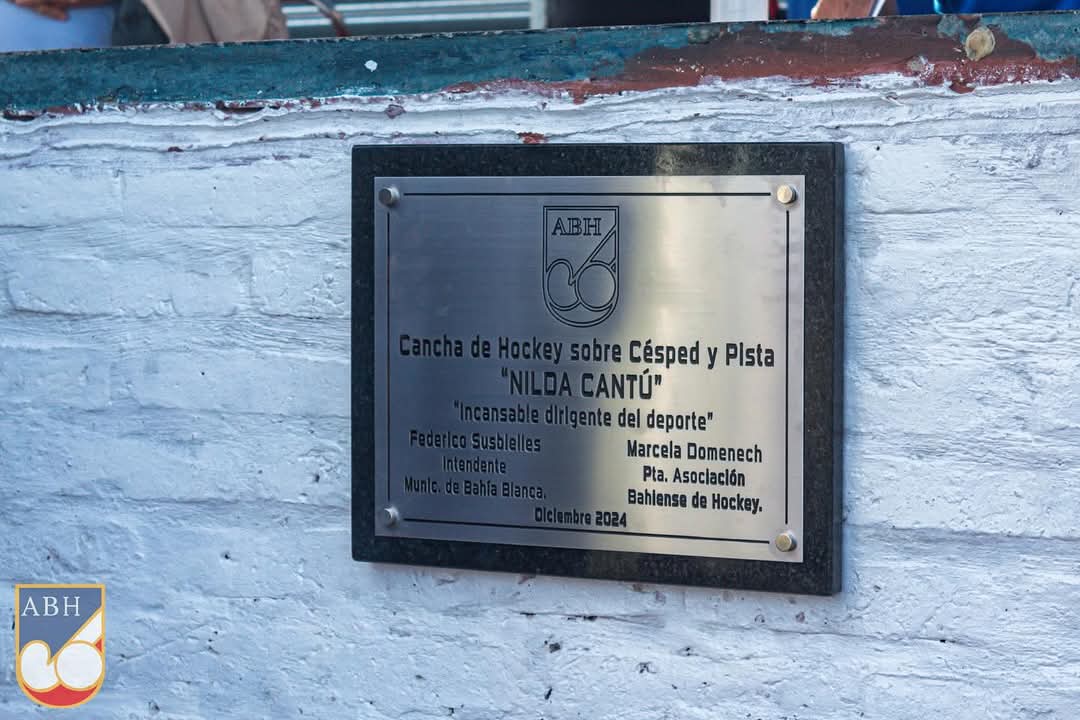 ABH
Cancha de Hockey sobre Césped y Pista
"NILDA CANTÚ"
"Incansable dirigente del deporte"
Federico Susbielles
Intendente
Munic. de Bahía Blanca.
Marcela Domenech
Pta. Asociación
Bahiense de Hockey.
Diciembre 2024
ABH